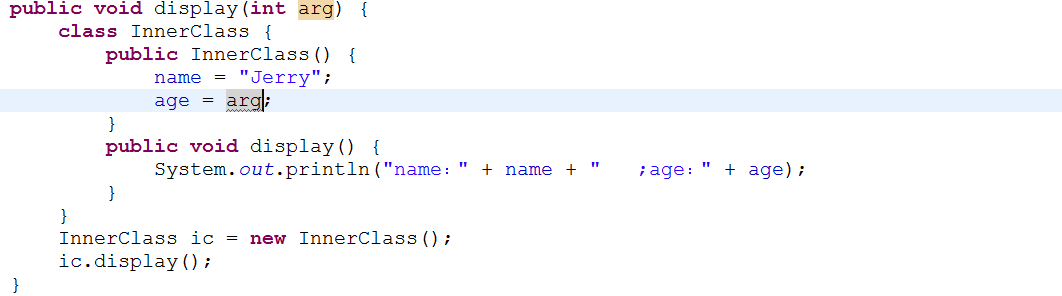 public void display(int arg) {
class InnerClass {
public InnerClass() {
name = "Jerry";
age = arg;
}
public void display() {
System.out.println("name：" + name + "   ;age：" + age);
}
}
InnerClass ic = new InnerClass();
ic.display();
}